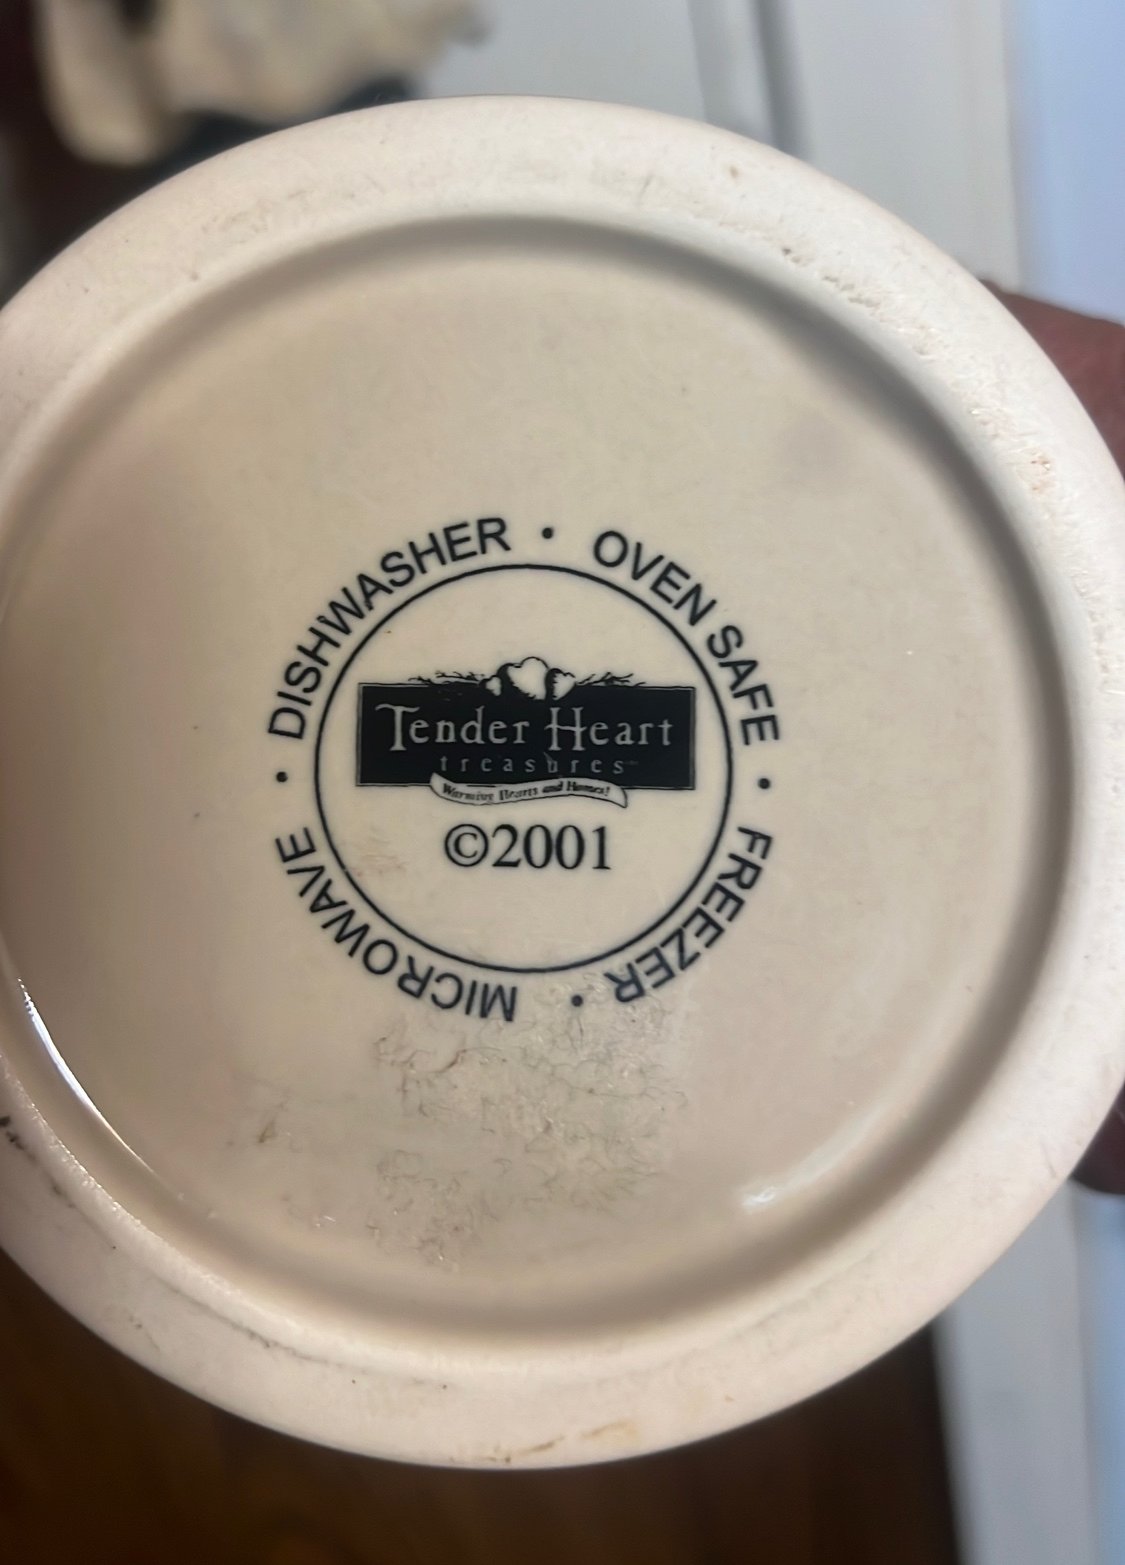 • DISHWASHER • OVEN SAFE • FREEZER • MICROWAVE
Tender Heart
treasures™
Warming Hearts and Homes!
©2001